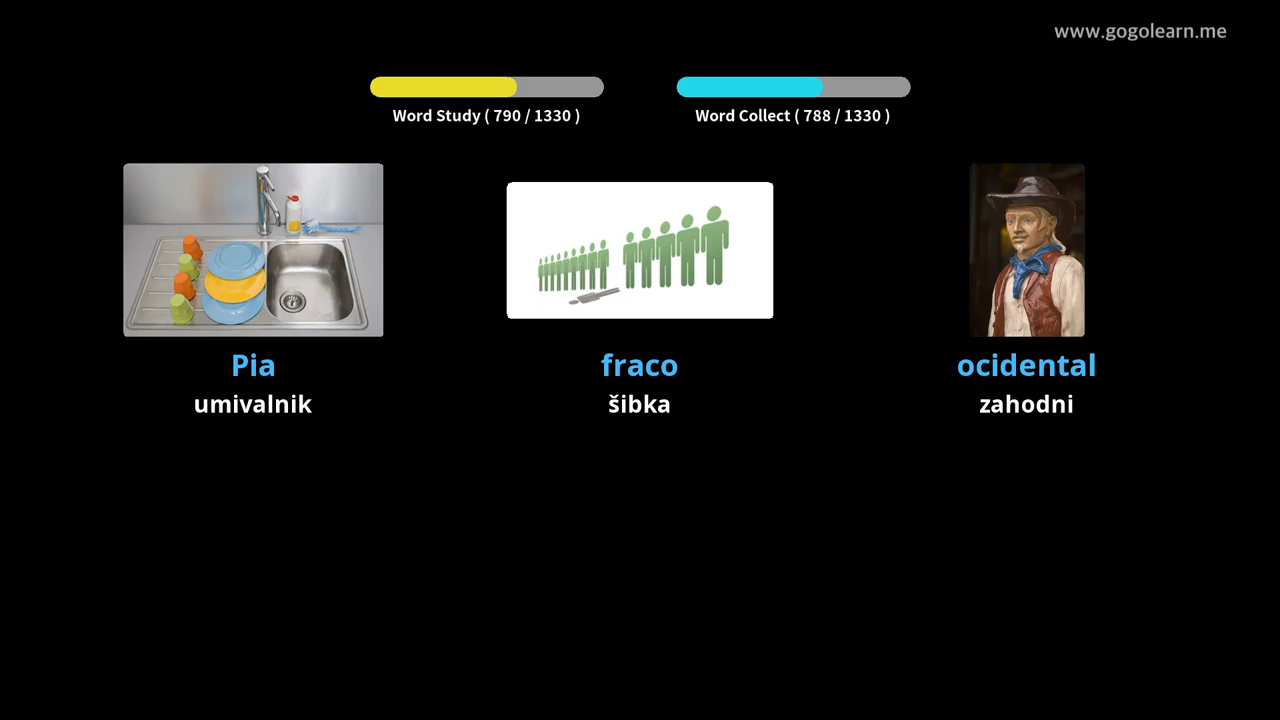 www.gogolearn.me
Word Study ( 790 / 1330 )
Word Collect ( 788 / 1330 )
Pia
umivalnik
fraco
šibka
ocidental
zahodni